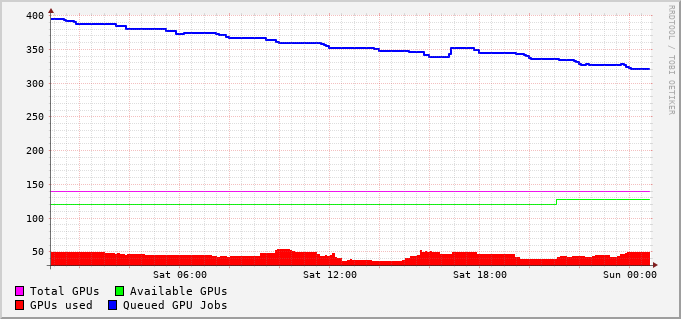 400
350
300
250
200
150
100
50
Sat 06:00 Sat 12:00 Sat 18:00 Sun 00:00
Total GPUs Available GPUs
GPUs used Queued GPU Jobs
RRDTOOL / TOBI OETIKER